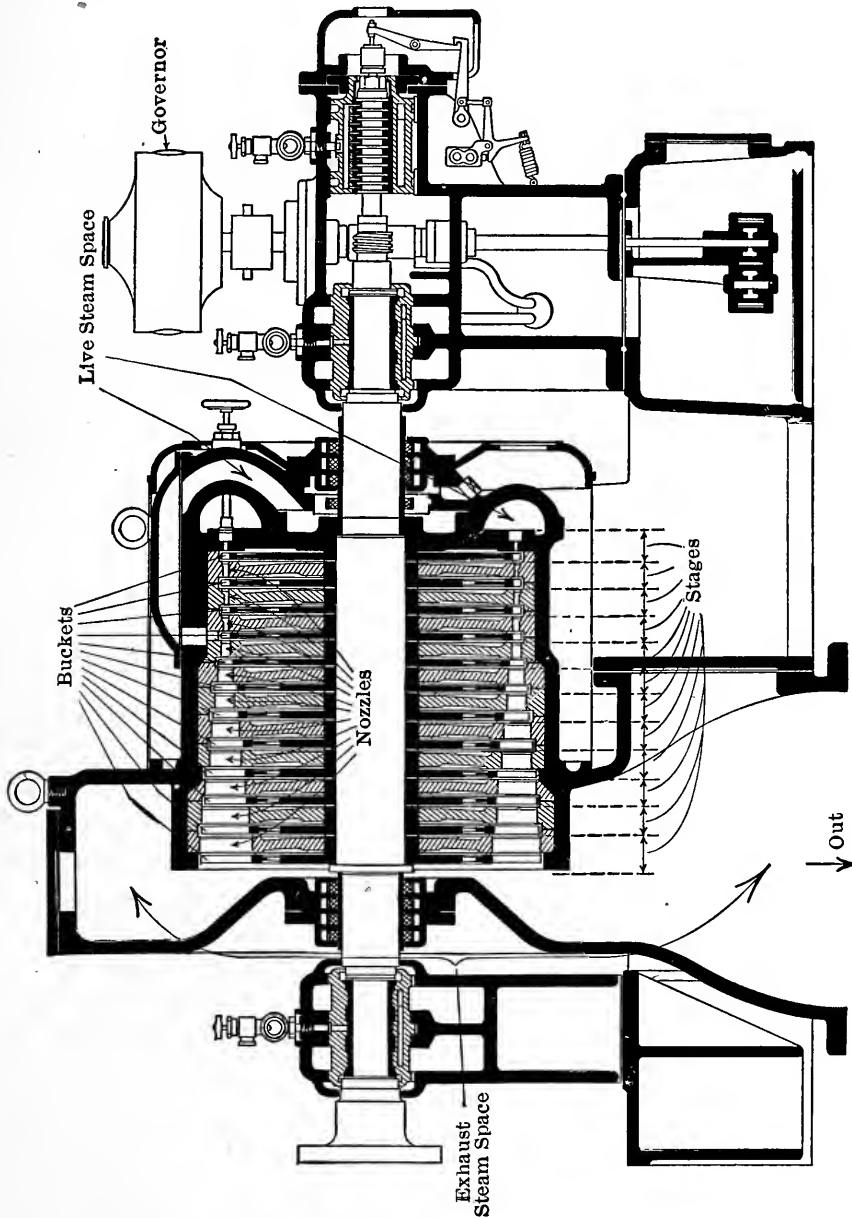 Governor
Live Steam Space
Buckets
Nozzles
Stages
Out
Exhaust
Steam Space